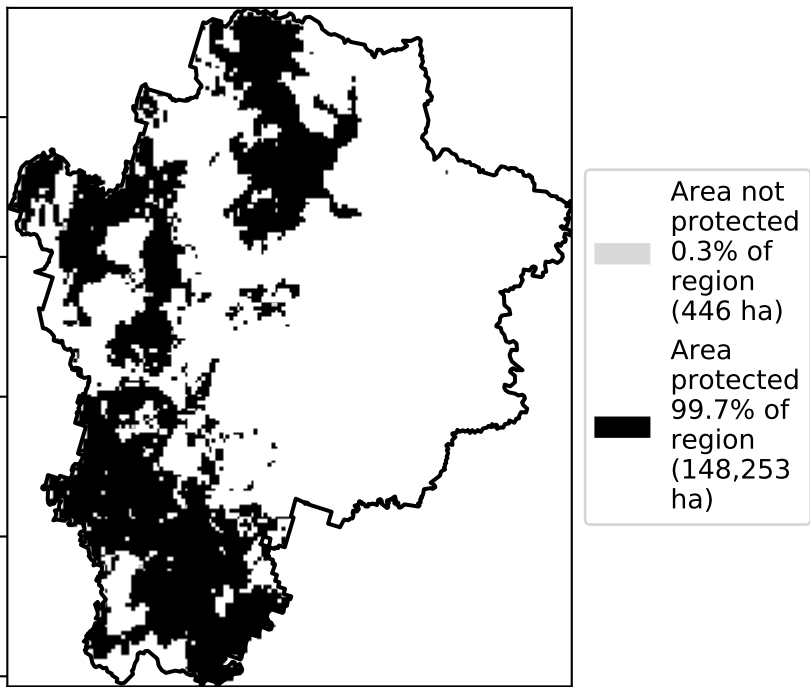 Area not
protected
0.3% of
region
(446 ha)
Area
protected
99.7% of
region
(148,253
ha)